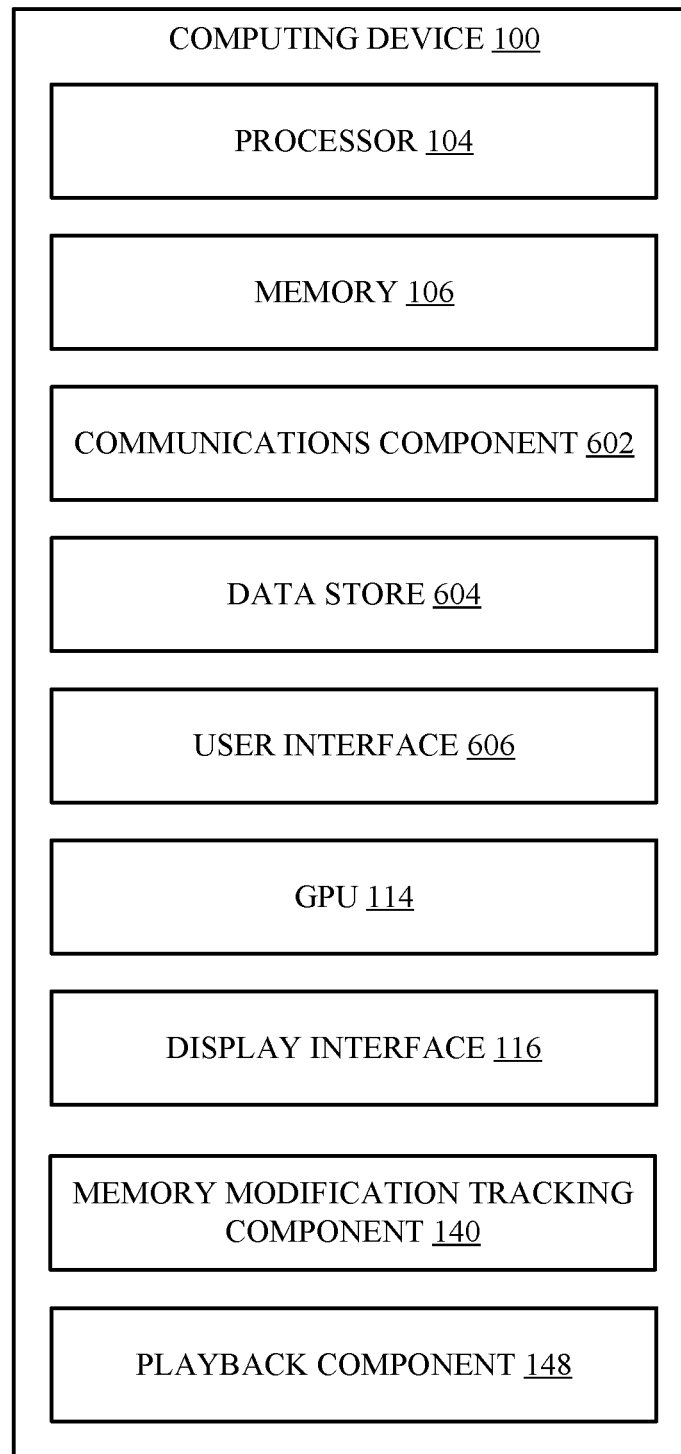 COMPUTING DEVICE 100
PROCESSOR 104
MEMORY 106
COMMUNICATIONS COMPONENT 602
DATA STORE 604
USER INTERFACE 606
GPU 114
DISPLAY INTERFACE 116
MEMORY MODIFICATION TRACKING
COMPONENT 140
PLAYBACK COMPONENT 148